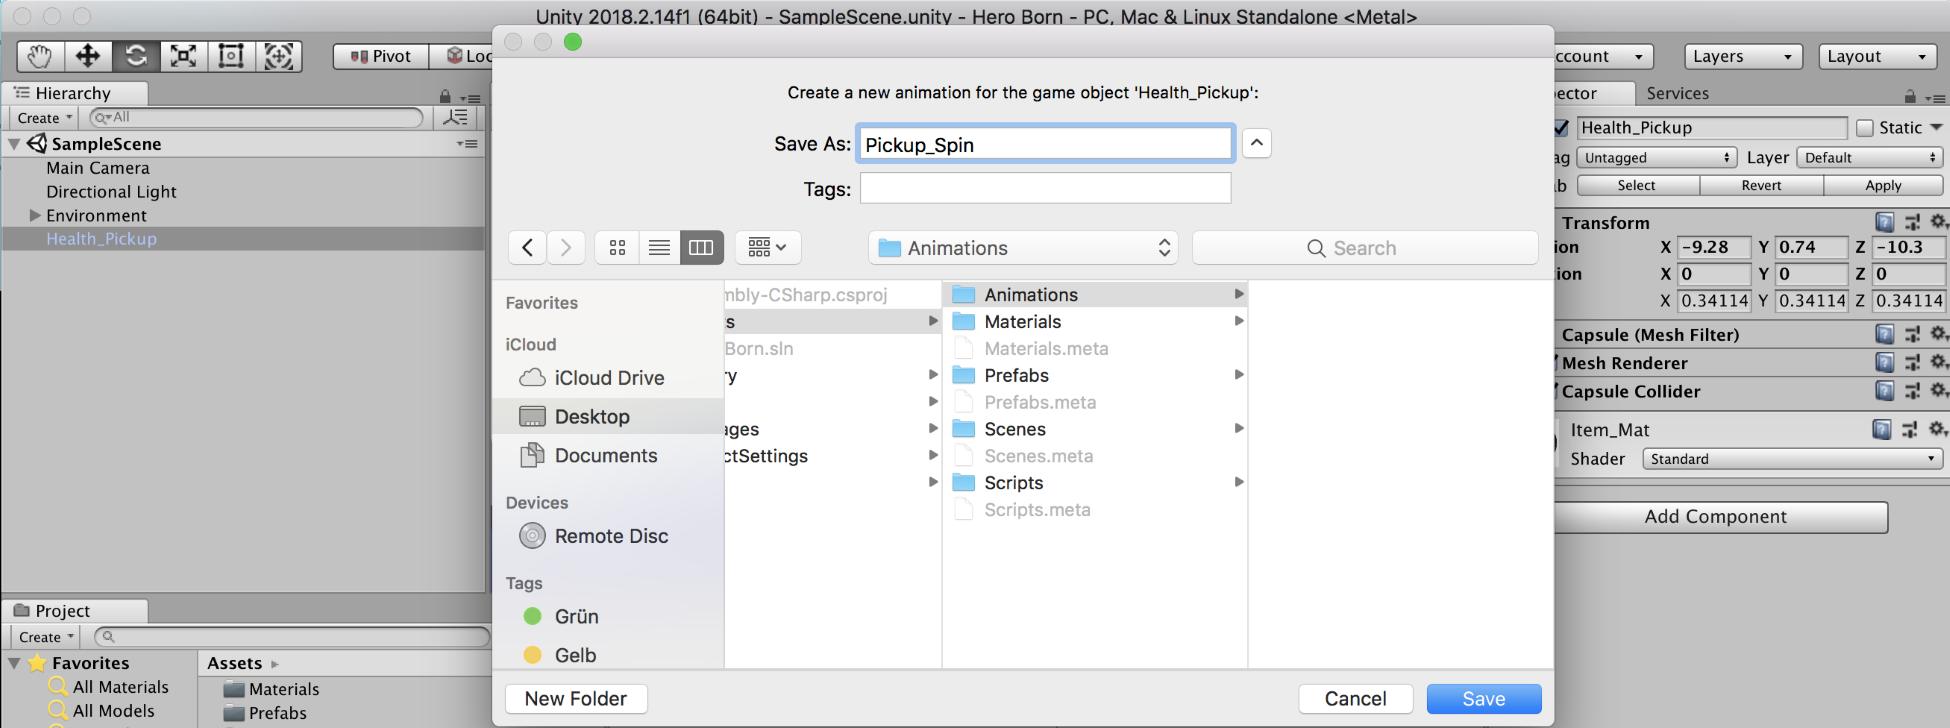 Unity 2018.2.14f1 (64bit) - SampleScene.unity - Hero Born - PC, Mac & Linux Standalone <Metal>
Pivot
Loc
ccount
Layers
Layout
Hierarchy
Create
All
SampleScene
Main Camera
Directional Light
Environment
Health_Pickup
Project
Create
Favorites
All Materials
All Models
Assets
Materials
Prefabs
Create a new animation for the game object 'Health_Pickup':
Save As: Pickup_Spin
Tags:
Animations
Search
Favorites
iCloud
iCloud Drive
Desktop
Documents
Devices
Remote Disc
Tags
Grün
Gelb
mbly-CSharp.csproj
s
Born.sln
ry
ages
ctSettings
Animations
Materials
Materials.meta
Prefabs
Prefabs.meta
Scenes
Scenes.meta
Scripts
Scripts.meta
New Folder
Cancel
Save
pector
Services
Health_Pickup
Static
ag Untagged Layer Default
ab Select Revert Apply
Transform
ion X -9.28 Y 0.74 Z -10.3
ion X 0 Y 0 Z 0
X 0.34114 Y 0.34114 Z 0.34114
Capsule (Mesh Filter)
Mesh Renderer
Capsule Collider
Item_Mat
Shader Standard
Add Component